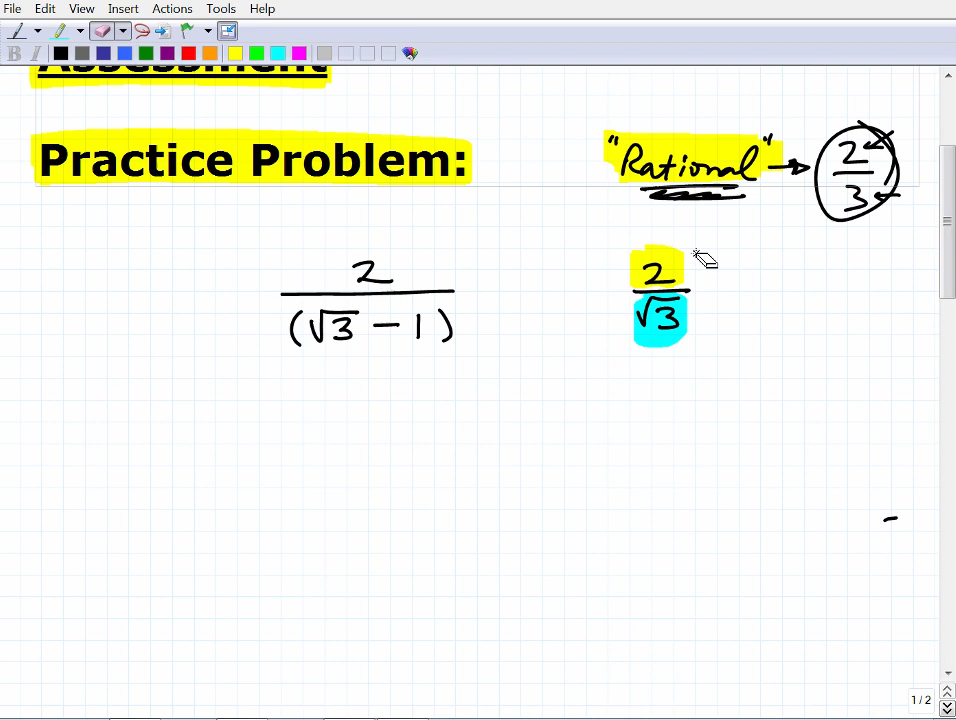 File Edit View Insert Actions Tools Help
B I
Assessment
Practice Problem:
"Rational" → 2/3
2/(√3 - 1)
2/√3
-
1 / 2